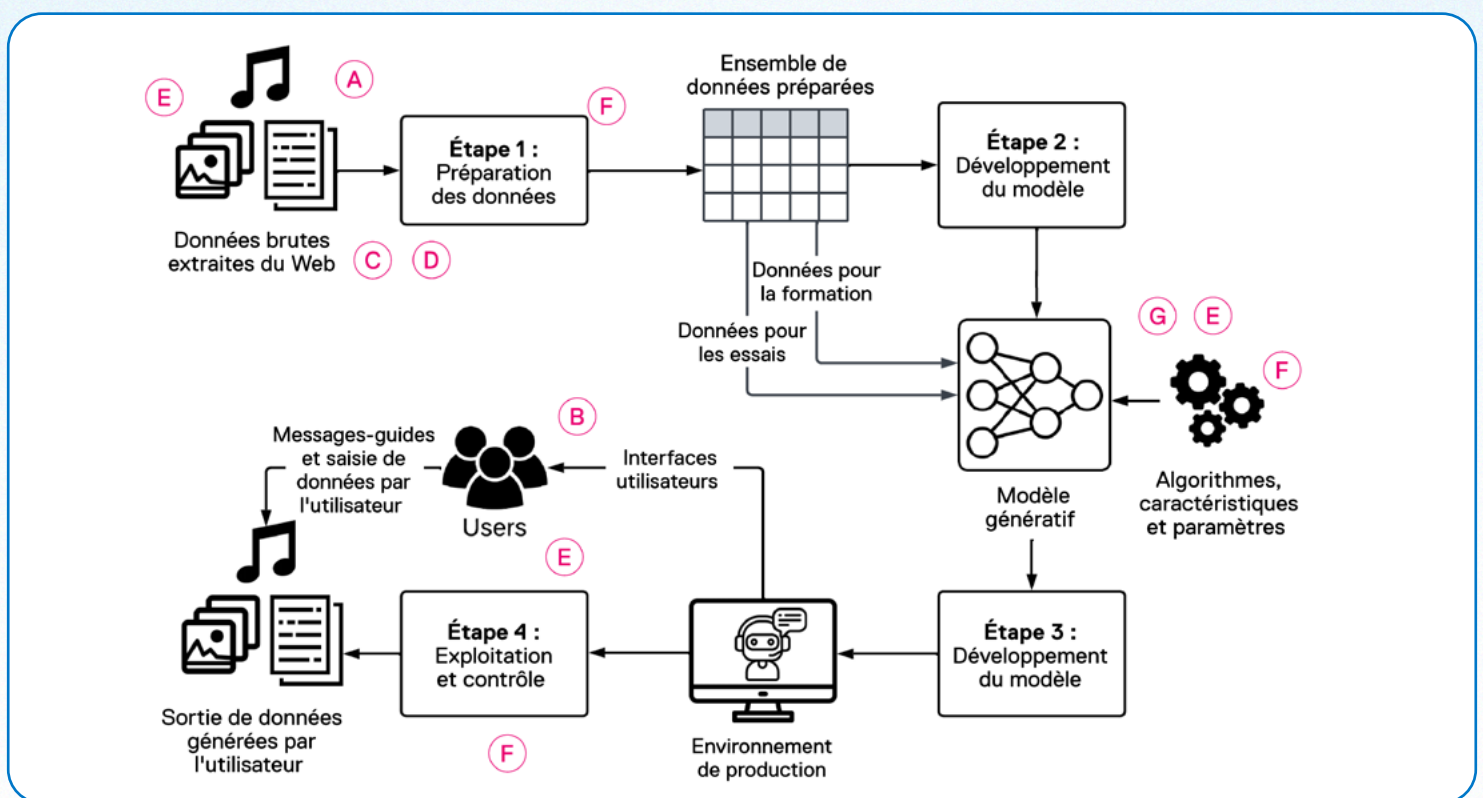 E
A
F
Ensemble de
données préparées
Étape 1 :
Préparation
des données
Étape 2 :
Développement
du modèle
Données brutes
extraites du Web
C
D
Données pour
la formation
Données pour
les essais
G
E
F
Algorithmes,
caractéristiques
et paramètres
Modèle
génératif
B
Messages-guides
et saisie de
données par
l'utilisateur
Users
Interfaces
utilisateurs
E
Étape 4 :
Exploitation
et contrôle
Étape 3 :
Développement
du modèle
Sortie de données
générées par
l'utilisateur
F
Environnement
de production